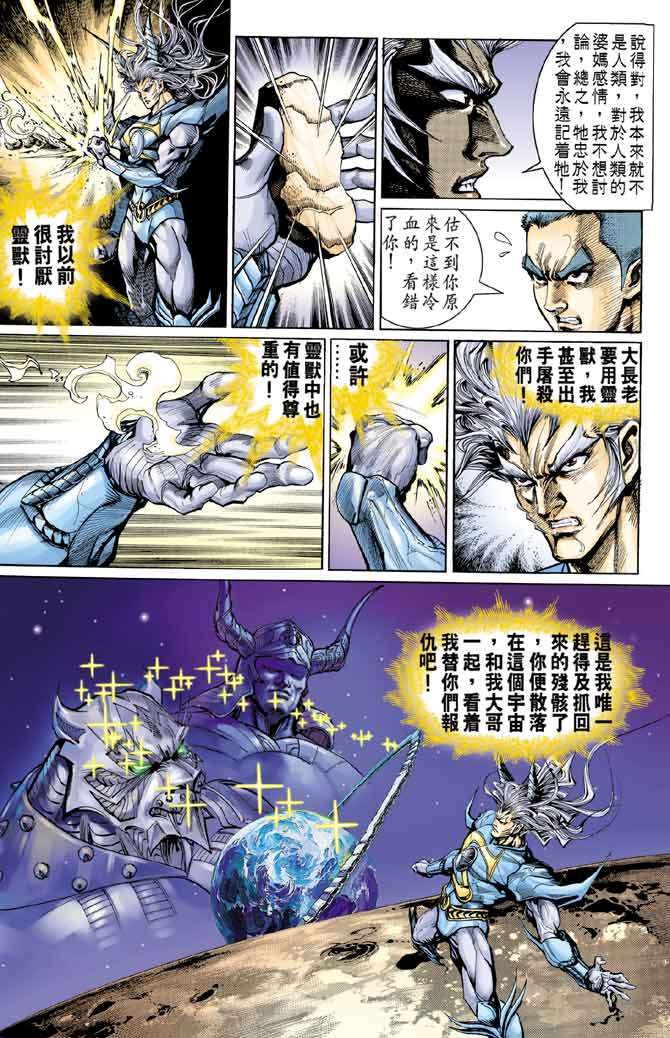 說得對，我本來就不
是人類，對於人類的
婆媽感情，我不想討
論，總之，牠忠於我
，我會永遠記着牠！
估不到你原
來是這樣冷
血的，看錯
了你！
我以前
很討厭
靈獸！
大長老
要用靈
獸，我
甚至出
手屠殺
你們！
或許
……
靈獸中也
有值得尊
重的！
這是我唯一
趕得及抓回
來的殘骸了
，你便散落
在這個宇宙
，和我大哥
一起，看着
我替你們報
仇吧！